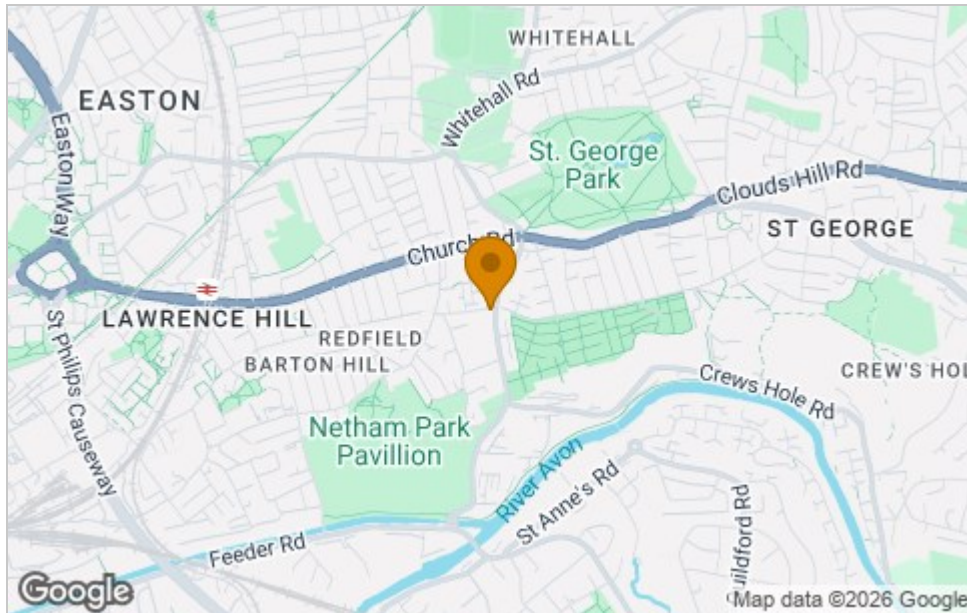 WHITEHALL
EASTON
Whitehall Rd
Easton Way
St. George
Park
Clouds Hill Rd
Church Rd
ST GEORGE
LAWRENCE HILL
REDFIELD
BARTON HILL
CREW'S HOL
Crews Hole Rd
St Philips Causeway
Netham Park
Pavillion
River Avon
St Anne's Rd
Feeder Rd
Guildford Rd
Google
Map data ©2026 Google